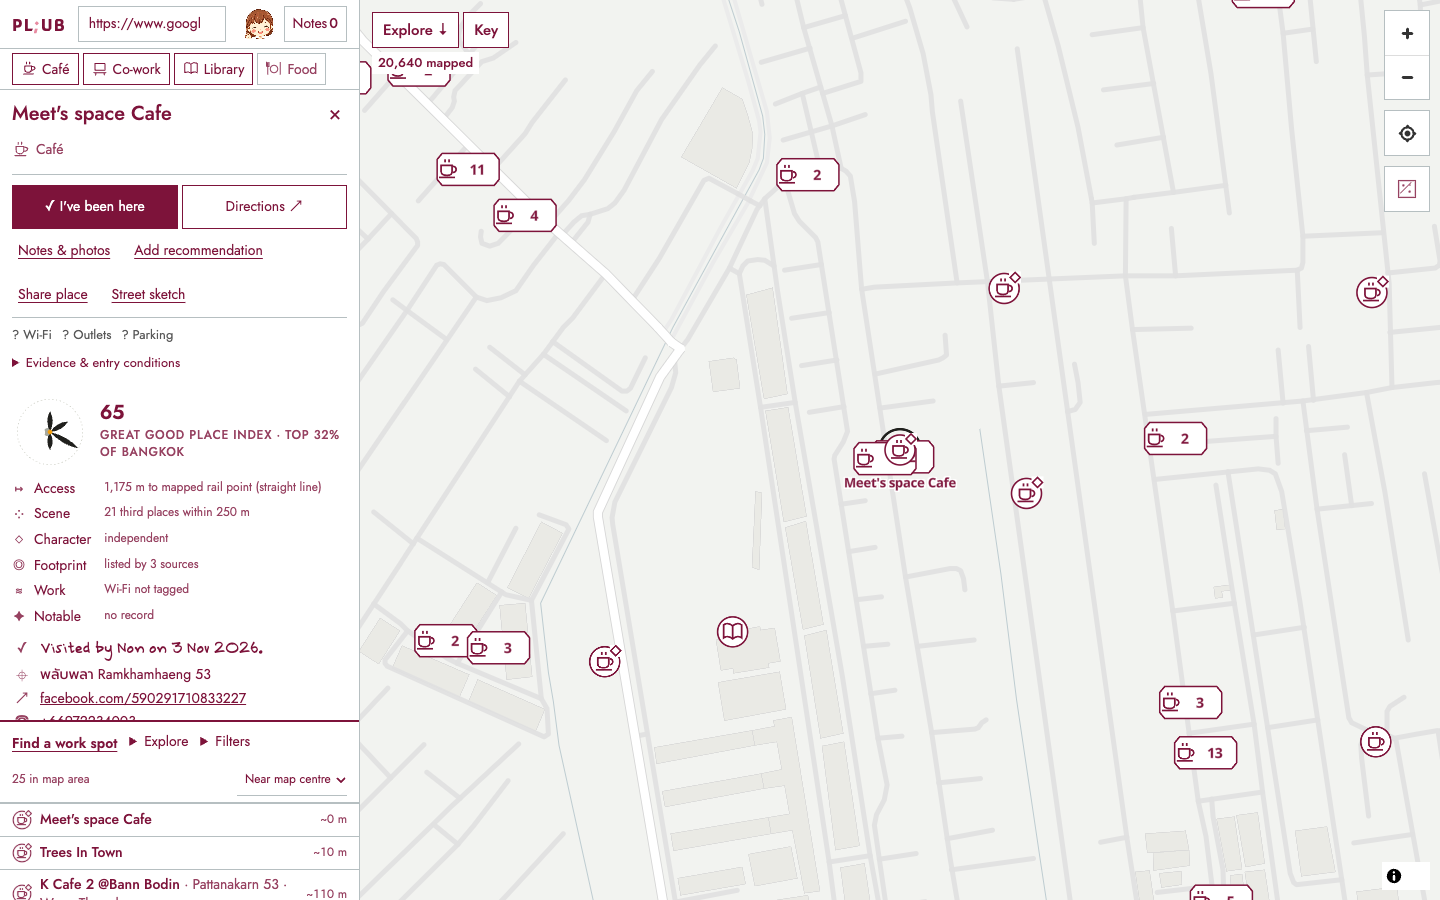 PL;UB
https://www.googl
Notes 0
Café
Co-work
Library
Food
Meet's space Cafe
×
Café
✓ I've been here
Directions ↗
Notes & photos
Add recommendation
Share place
Street sketch
? Wi-Fi ? Outlets ? Parking
▶ Evidence & entry conditions
65
GREAT GOOD PLACE INDEX · TOP 32% OF BANGKOK
Access 1,175 m to mapped rail point (straight line)
Scene 21 third places within 250 m
Character independent
Footprint listed by 3 sources
Work Wi-Fi not tagged
Notable no record
✓ Visited by Non on 3 Nov 2026.
พลับพลา Ramkhamhaeng 53
facebook.com/590291710833227
Find a work spot
▶ Explore
▶ Filters
25 in map area
Near map centre
Meet's space Cafe ~0 m
Trees In Town ~10 m
K Cafe 2 @Bann Bodin · Pattanakarn 53 · ~110 m
Explore ↓
Key
20,640 mapped
+
−
11
4
2
2
Meet's space Cafe
2
3
3
13